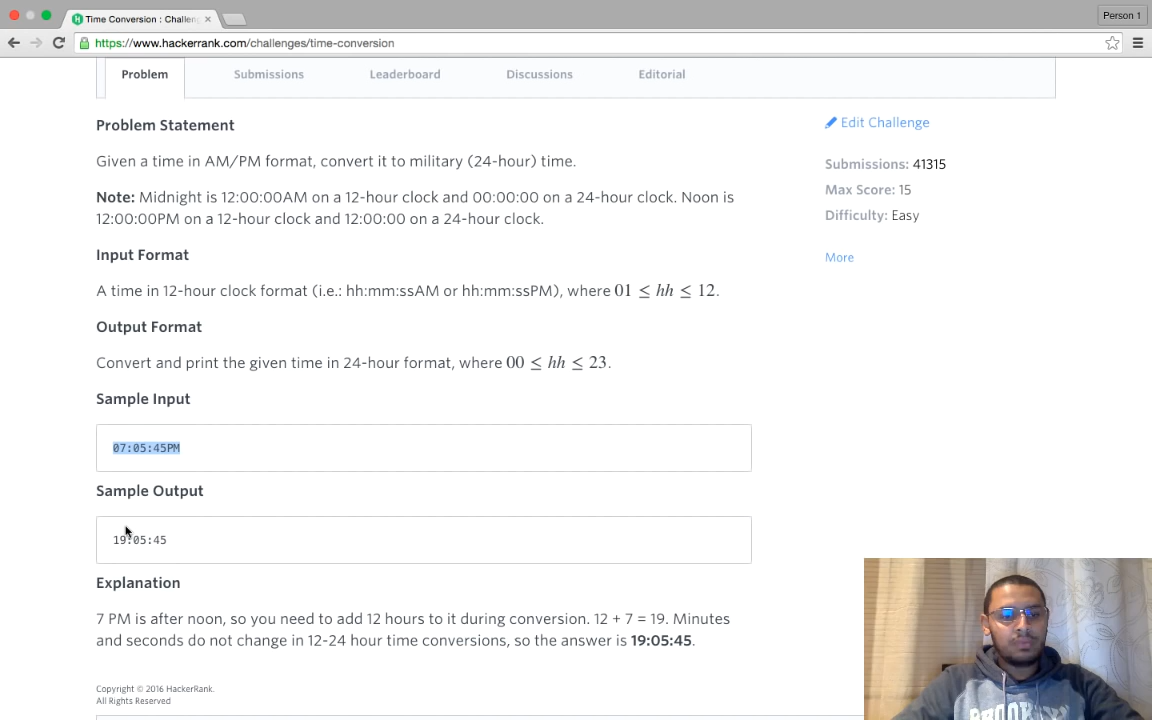 Time Conversion : Challen
Person 1
https://www.hackerrank.com/challenges/time-conversion
Problem
Submissions
Leaderboard
Discussions
Editorial
Problem Statement
Given a time in AM/PM format, convert it to military (24-hour) time.
Note: Midnight is 12:00:00AM on a 12-hour clock and 00:00:00 on a 24-hour clock. Noon is
12:00:00PM on a 12-hour clock and 12:00:00 on a 24-hour clock.
Input Format
A time in 12-hour clock format (i.e.: hh:mm:ssAM or hh:mm:ssPM), where 01 ≤ hh ≤ 12.
Output Format
Convert and print the given time in 24-hour format, where 00 ≤ hh ≤ 23.
Sample Input
07:05:45PM
Sample Output
19:05:45
Explanation
7 PM is after noon, so you need to add 12 hours to it during conversion. 12 + 7 = 19. Minutes
and seconds do not change in 12-24 hour time conversions, so the answer is 19:05:45.
Copyright © 2016 HackerRank.
All Rights Reserved
Edit Challenge
Submissions: 41315
Max Score: 15
Difficulty: Easy
More